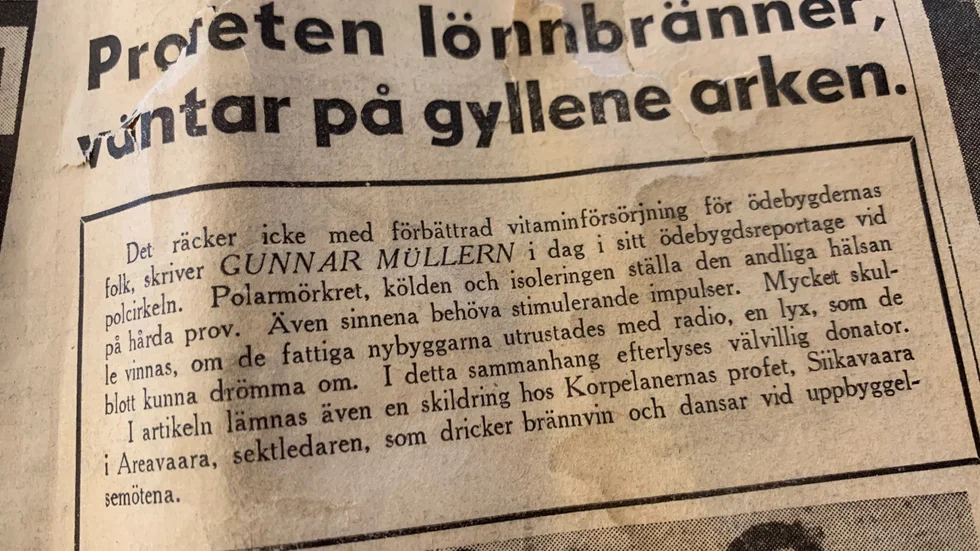 Profeten lönnbränner,
väntar på gyllene arken.
Det räcker icke med förbättrad vitaminförsörjning för ödebygdernas
folk, skriver GUNNAR MÜLLERN i dag i sitt ödebygdsreportage vid
polcirkeln. Polarmörkret, kölden och isoleringen ställa den andliga hälsan
på hårda prov. Även sinnena behöva stimulerande impulser. Mycket skul-
le vinnas, om de fattiga nybyggarna utrustades med radio, en lyx, som de
blott kunna drömma om. I detta sammanhang efterlyses välvillig donator.
I artikeln lämnas även en skildring hos Korpelanernas profet, Siikavaara
i Areavaara, sektledaren, som dricker brännvin och dansar vid uppbyggel-
semötena.